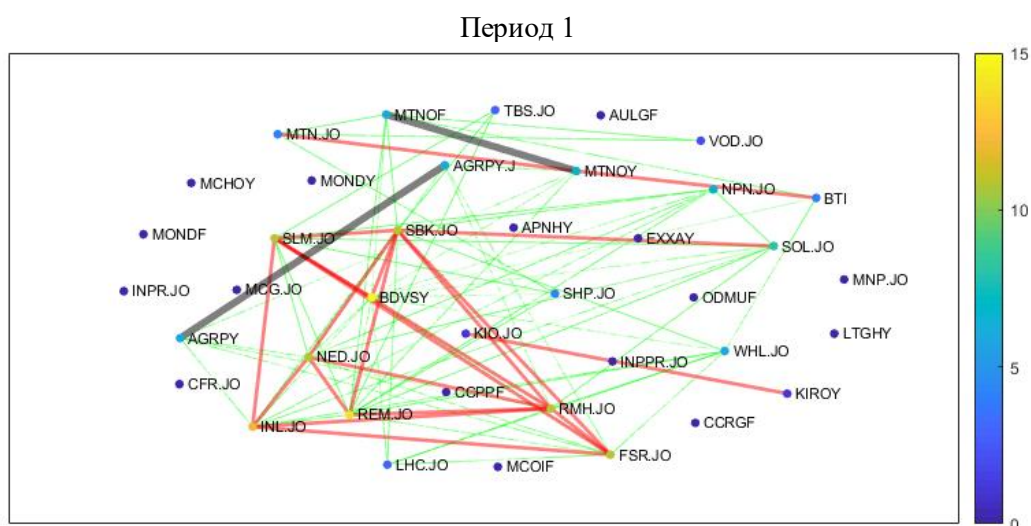 Период 1
15
10
5
0
MTNOF
TBS.JO
AULGF
MTN.JO
VOD.JO
AGRPY.J
MTNOY
MCHOY
MONDY
NPN.JO
BTI
MONDF
SLM.JO
SBK.JO
APNHY
EXXAY
SOL.JO
INPR.JO
MCG.JO
BDVSY
SHP.JO
ODMUF
MNP.JO
AGRPY
KIO.JO
LTGHY
NED.JO
INPPR.JO
WHL.JO
CFR.JO
CCPPF
KIROY
INL.JO
REM.JO
RMH.JO
CCRGF
LHC.JO
MCOIF
FSR.JO